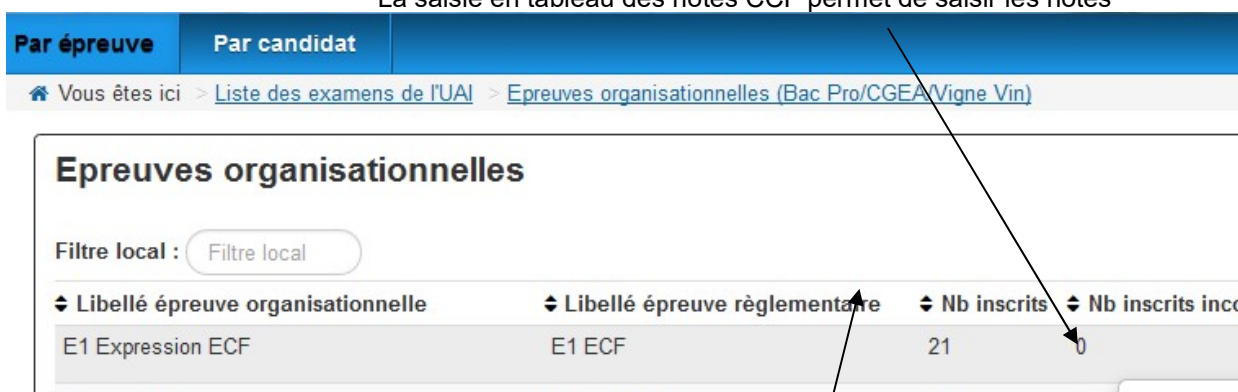 La saisie en tableau des notes CCF permet de saisir les notes
Par épreuve Par candidat
Vous êtes ici > Liste des examens de l'UAI > Epreuves organisationnelles (Bac Pro/CGEA/Vigne Vin)
Epreuves organisationnelles
Filtre local : Filtre local
Libellé épreuve organisationnelle Libellé épreuve règlementaire Nb inscrits Nb inscrits inco
E1 Expression ECF E1 ECF 21 0